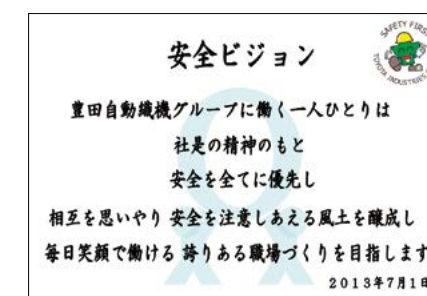 安全ビジョン
SAFETY FIRST
TOYOTA INDUSTRIES
豊田自動織機グループに働く一人ひとりは
社是の精神のもと
安全を全てに優先し
相互を思いやり 安全を注意しあえる風土を醸成し
毎日笑顔で働ける 誇りある職場づくりを目指します
2013年7月1日